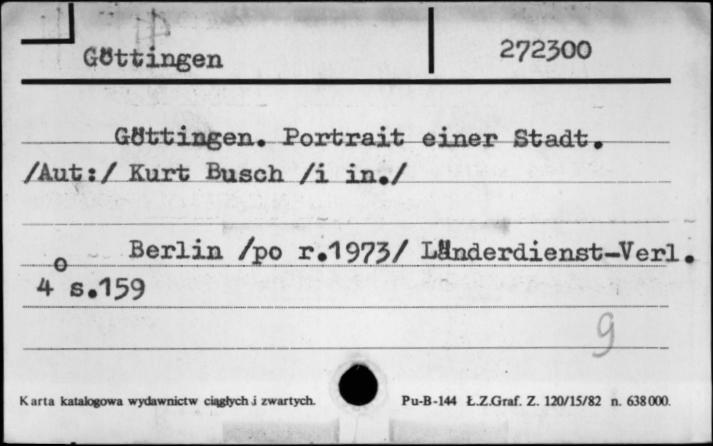 Göttingen 272300
Göttingen. Portrait einer Stadt.
/Aut:/ Kurt Busch /i in./
Berlin /po r.1973/ Länderdienst-Verl.
4º s.159
9
Karta katalogowa wydawnictw ciągłych i zwartych. Pu-B-144 Ł.Z.Graf. Z. 120/15/82 n. 638000.